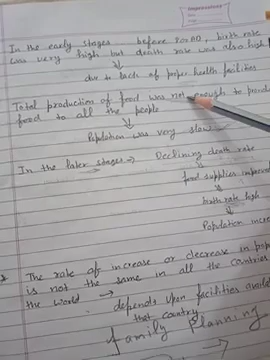 In the early stages before 2000, birth rate
was very high but death rate was also high
due to lack of proper health facilities
Total production of food was not enough to provide
food to all the people
Population was very slow
In the later stages ⇒ Declining death rate
food supplies improve
birth rate high
Population incre
The rate of increase or decrease in pop
is not the same in all the countries
the world → depends upon facilities avail
that country
family planning